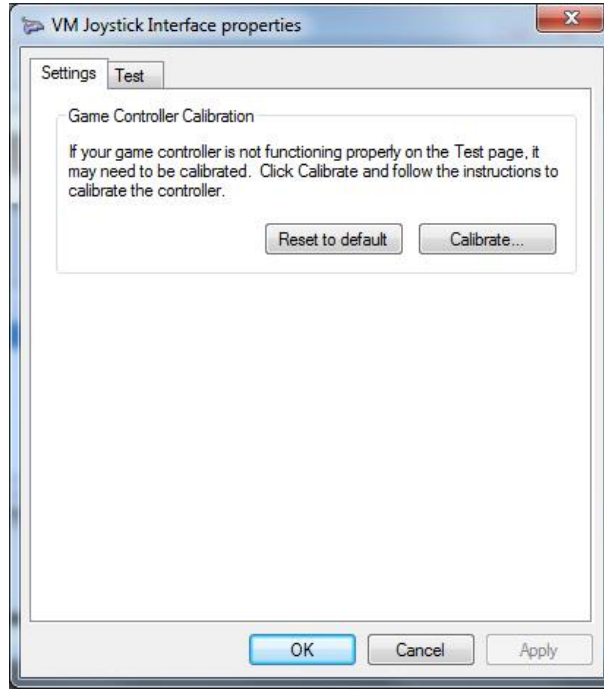 VM Joystick Interface properties
Settings Test
Game Controller Calibration
If your game controller is not functioning properly on the Test page, it
may need to be calibrated. Click Calibrate and follow the instructions to
calibrate the controller.
Reset to default Calibrate...
OK Cancel Apply